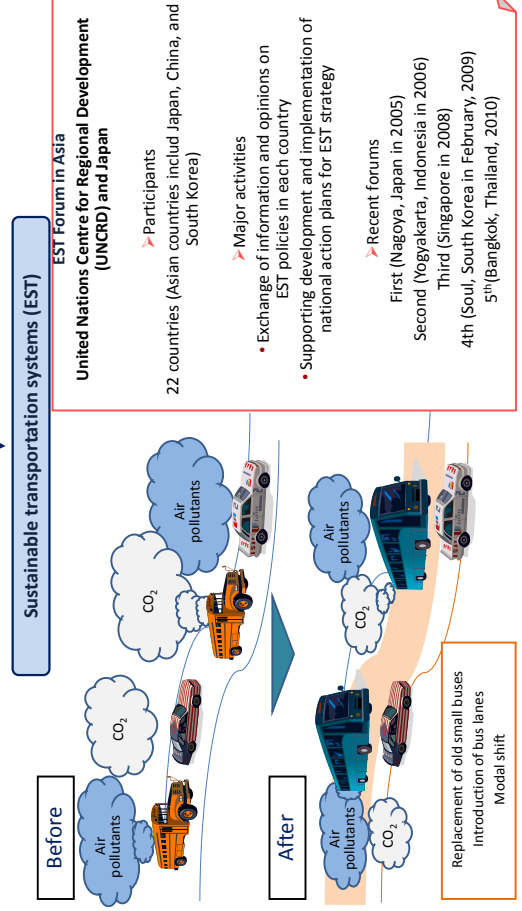 Sustainable transportation systems (EST)
Before
Air
pollutants
CO₂
CO₂
Air
pollutants
After
Air
pollutants
CO₂
CO₂
Air
pollutants
Replacement of old small buses
Introduction of bus lanes
Modal shift
EST Forum in Asia
United Nations Centre for Regional Development
(UNCRD) and Japan
➢Participants
22 countries (Asian countries includ Japan, China, and
South Korea)
➢Major activities
• Exchange of information and opinions on
EST policies in each country
• Supporting development and implementation of
national action plans for EST strategy
➢Recent forums
First (Nagoya, Japan in 2005)
Second (Yogyakarta, Indonesia in 2006)
Third (Singapore in 2008)
4th (Soul, South Korea in February, 2009)
5th (Bangkok, Thailand, 2010)